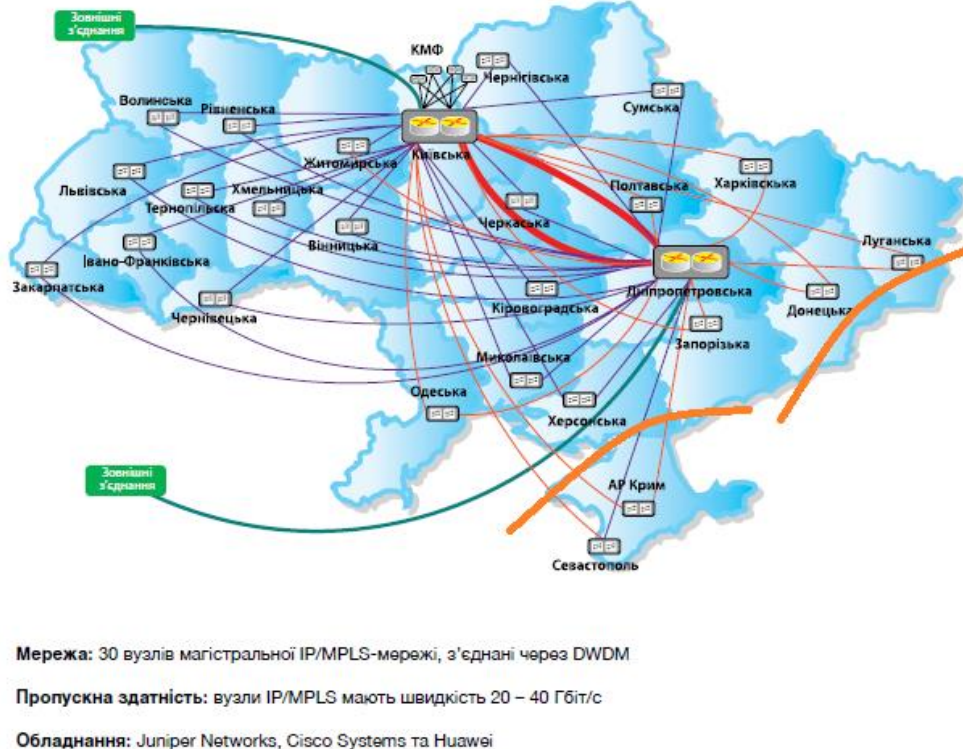 Зовнішні
з'єднання
КМФ
Чернігівська
Волинська
Рівненська
Сумська
Житомирська
Київська
Львівська
Хмельницька
Тернопільска
Полтавська
Харківскька
Черкаська
Вінницька
Івано-Франківська
Луганська
Закарпатська
Чернівецька
Кіровоградська
Дніпропетровська
Донецька
Запорізька
Миколаївська
Одеська
Херсонська
Зовнішні
з'єднання
АР Крим
Севастополь
Мережа: 30 вузлів магістральної IP/MPLS-мережі, з'єднані через DWDM
Пропускна здатність: вузли IP/MPLS мають швидкість 20 – 40 Гбіт/с
Обладнання: Juniper Networks, Cisco Systems та Huawei